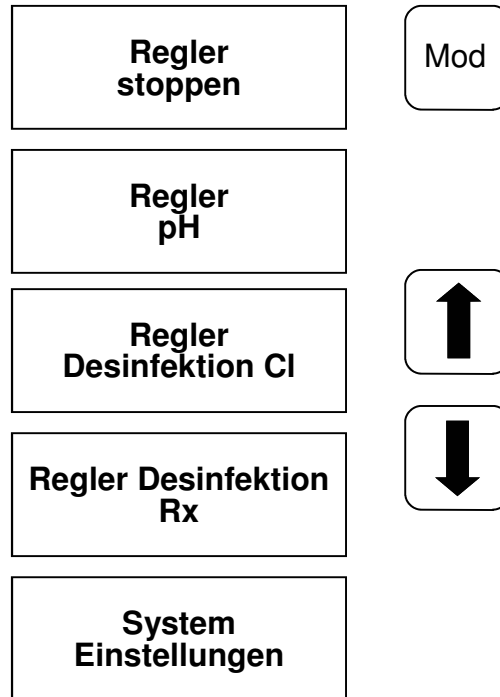 Regler
stoppen
Mod
Regler
pH
Regler
Desinfektion Cl
Regler Desinfektion
Rx
System
Einstellungen